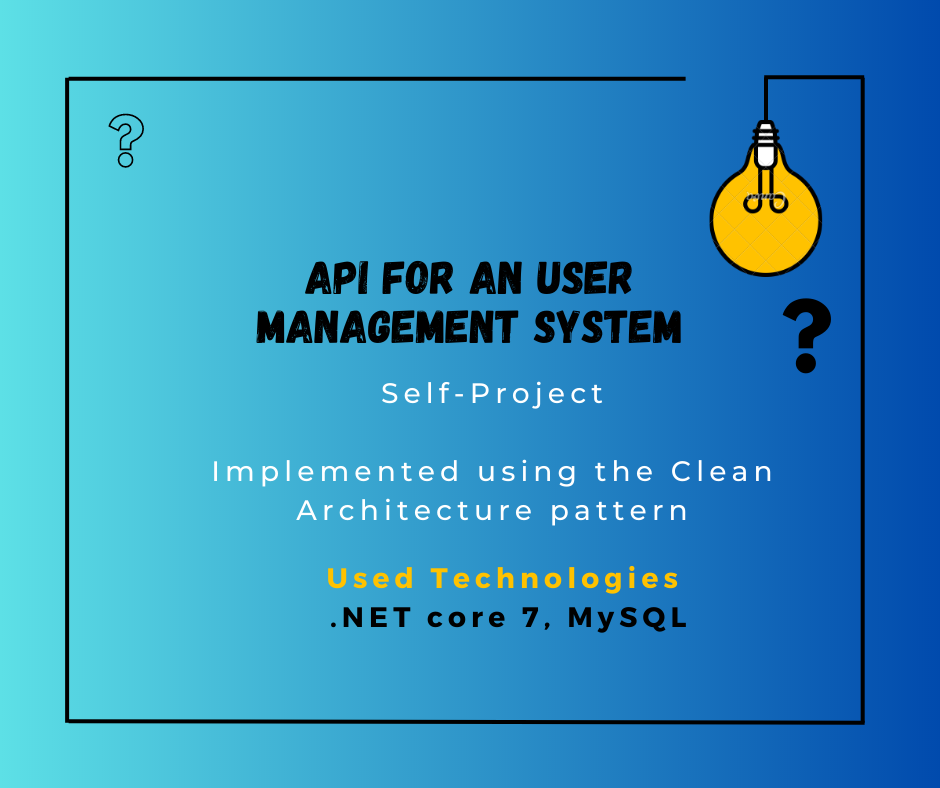 ?
API FOR AN USER
MANAGEMENT SYSTEM
?
Self-Project
Implemented using the Clean
Architecture pattern
Used Technologies
.NET core 7, MySQL